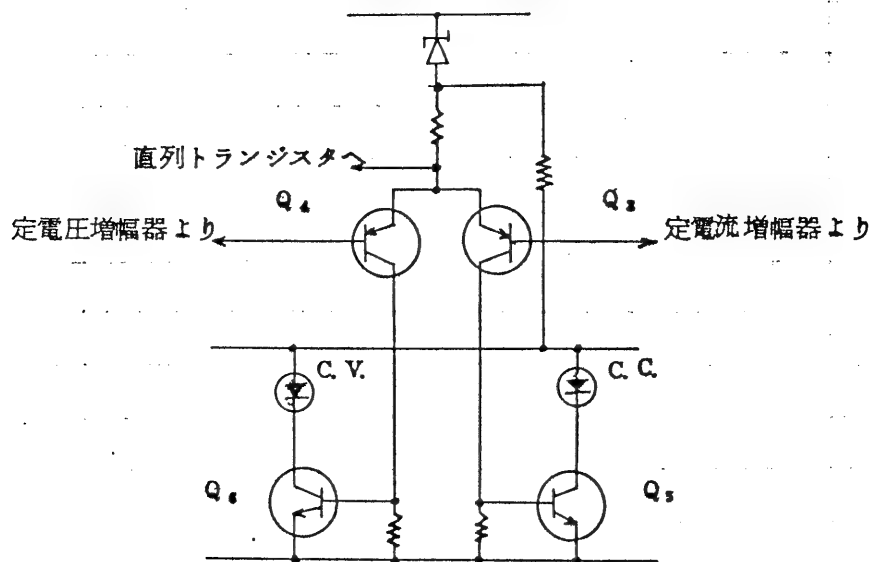 直列トランジスタへ
Q4
Q3
定電圧増幅器より
定電流増幅器より
C. V.
C. C.
Q6
Q5